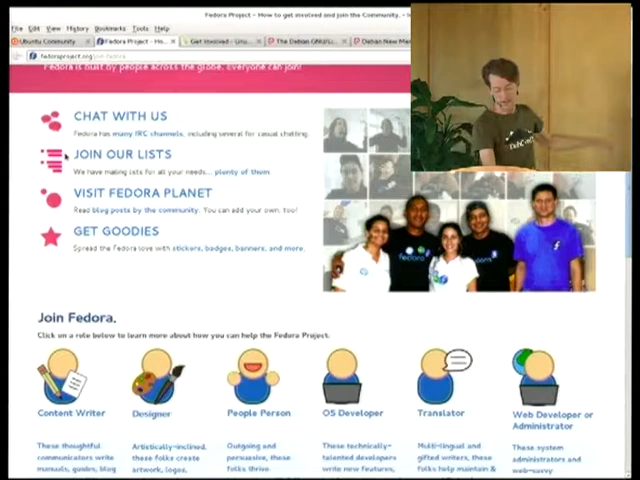 Fedora Project - How to get involved and join the Community.
File Edit View History Bookmarks Tools Help
Ubuntu Community
Fedora Project - Ho...
Get Involved - Unu...
The Debian GNU/Li...
Debian New Mem
fedoraproject.org/join-fedora
Fedora is built by people across the globe. Everyone can join!
CHAT WITH US
Fedora has many IRC channels, including several for casual chatting.
JOIN OUR LISTS
We have mailing lists for all your needs... plenty of them
VISIT FEDORA PLANET
Read blog posts by the community. You can add your own, too!
GET GOODIES
Spread the Fedora love with stickers, badges, banners, and more.
DebConf
fedora
Join Fedora.
Click on a role below to learn more about how you can help the Fedora Project.
Content Writer
Designer
People Person
OS Developer
Translator
Web Developer or
Administrator
These thoughtful
communicators write
manuals, guides, blog
Artistically-inclined,
these folks create
artwork, logos,
Outgoing and
persuasive, these
folks thrive
These technically-
talented developers
write new features,
Multi-lingual and
gifted writers, these
folks help maintain &
These system
administrators and
web-savvy